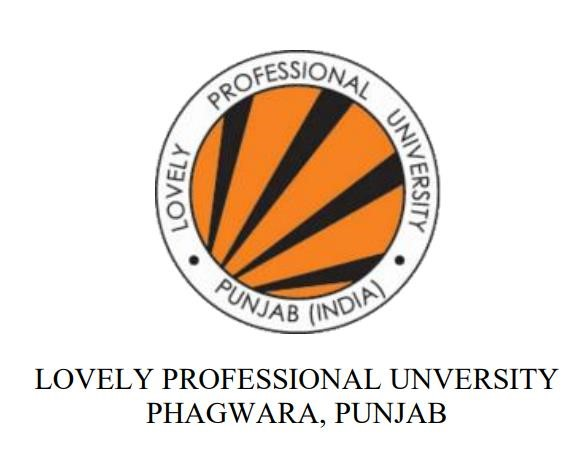 LOVELY PROFESSIONAL UNIVERSITY
PUNJAB (INDIA)
LOVELY PROFESSIONAL UNVERSITY
PHAGWARA, PUNJAB